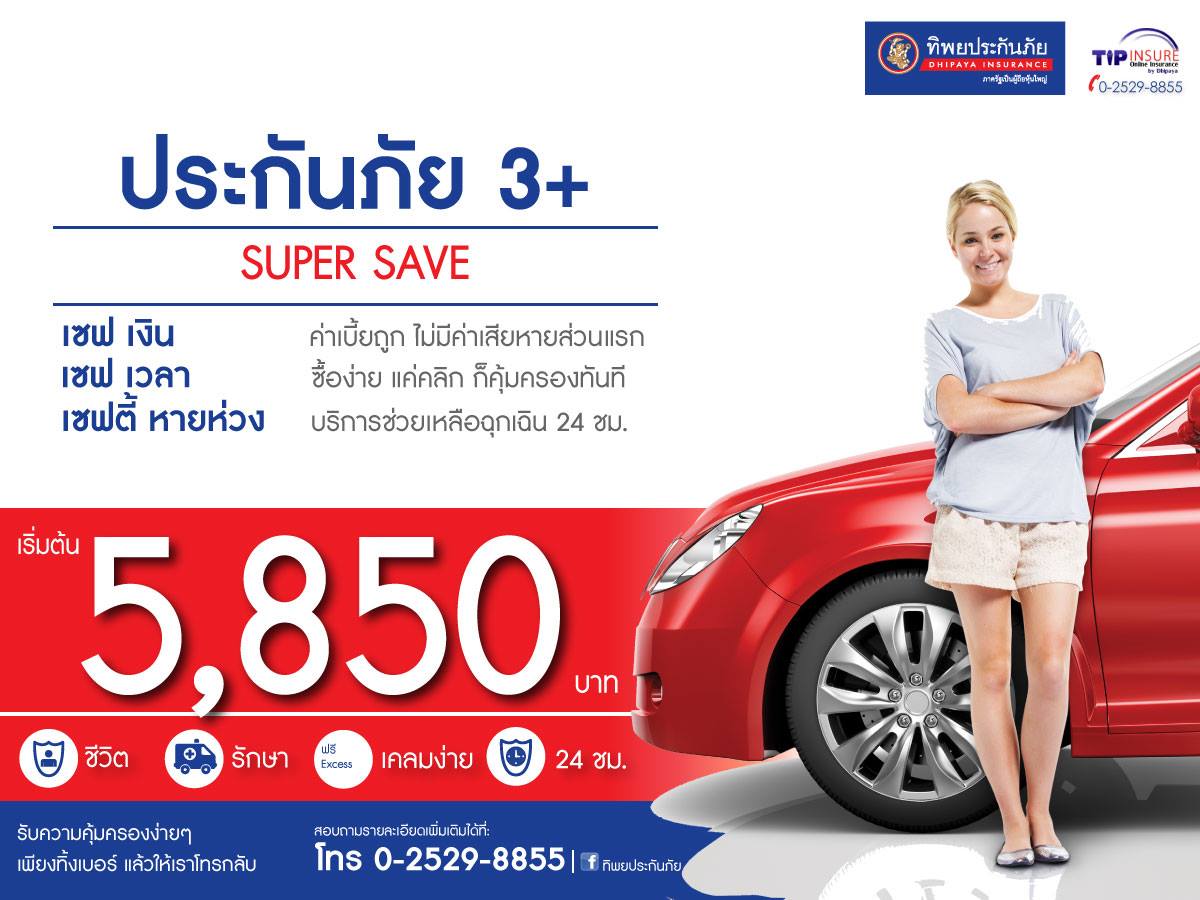 ทิพยประกันภัย
DHIPAYA INSURANCE
ภาครัฐเป็นผู้ถือหุ้นใหญ่
TIP INSURE
Online Insurance
by Dhipaya
0-2529-8855
ประกันภัย 3+
SUPER SAVE
เซฟ เงิน ค่าเบี้ยถูก ไม่มีค่าเสียหายส่วนแรก
เซฟ เวลา ซื้อง่าย แค่คลิก ก็คุ้มครองทันที
เซฟตี้ หายห่วง บริการช่วยเหลือฉุกเฉิน 24 ชม.
เริ่มต้น 5,850 บาท
ชีวิต รักษา ฟรี Excess เคลมง่าย 24 ชม.
รับความคุ้มครองง่ายๆ
เพียงทิ้งเบอร์ แล้วให้เราโทรกลับ
สอบถามรายละเอียดเพิ่มเติมได้ที่:
โทร 0-2529-8855 | f ทิพยประกันภัย